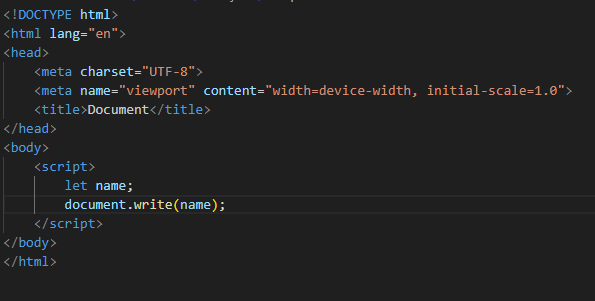 <!DOCTYPE html>
<html lang="en">
<head>
    <meta charset="UTF-8">
    <meta name="viewport" content="width=device-width, initial-scale=1.0">
    <title>Document</title>
</head>
<body>
    <script>
        let name;
        document.write(name);
    </script>
</body>
</html>